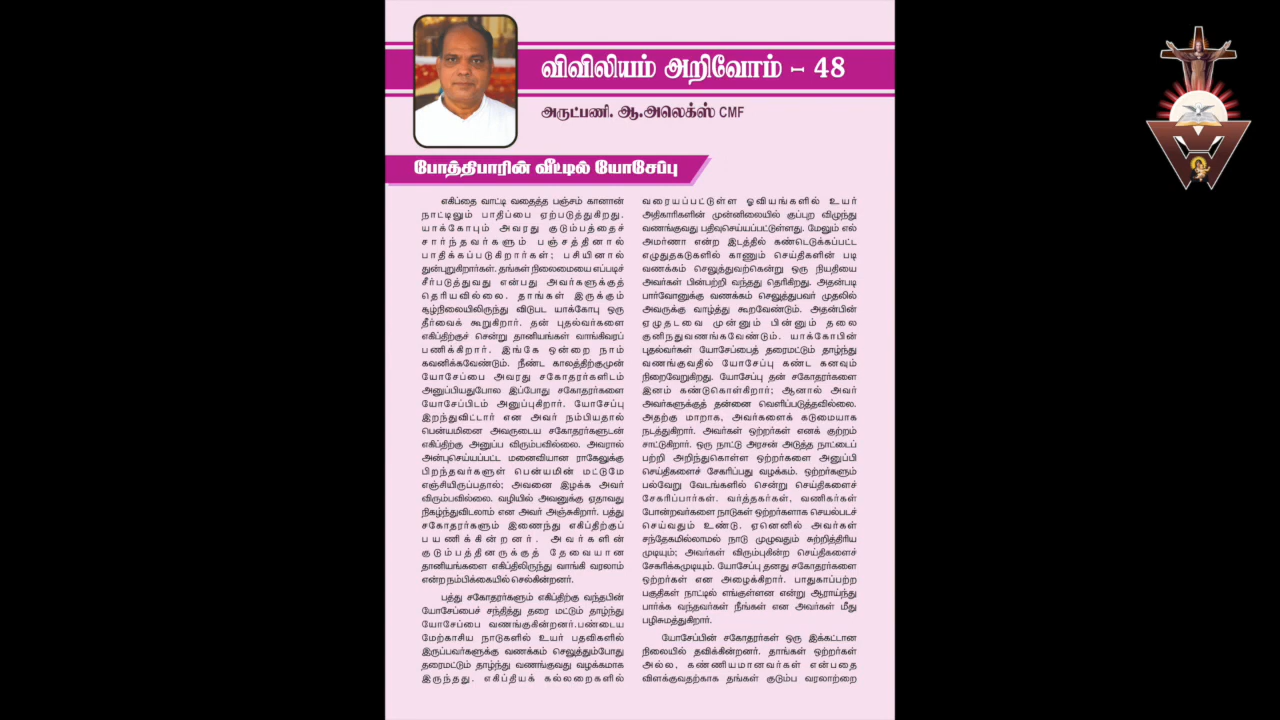 விவிலியம் அறிவோம் - 48
அருட்பணி. ஆ.அலெக்ஸ் CMF
போத்திபாரின் வீட்டில் யோசேப்பு
எகிப்தை வாட்டி வதைத்த பஞ்சம் கானான்
நாட்டிலும் பாதிப்பை ஏற்படுத்துகிறது.
யாக்கோபும் அவரது குடும்பத்தைச்
சார்ந்தவர்களும் பஞ்சத்தினால்
பாதிக்கப்படுகிறார்கள்; பசியினால்
துன்புறுகிறார்கள். தங்கள் நிலைமையை எப்படிச்
சீர்படுத்துவது என்பது அவர்களுக்குத்
தெரியவில்லை. தாங்கள் இருக்கும்
சூழ்நிலையிலிருந்து விடுபட யாக்கோபு ஒரு
தீர்வைக் கூறுகிறார். தன் புதல்வர்களை
எகிப்திற்குச் சென்று தானியங்கள் வாங்கிவரப்
பணிக்கிறார். இங்கே ஒன்றை நாம்
கவனிக்கவேண்டும். நீண்ட காலத்திற்குமுன்
யோசேப்பை அவரது சகோதரர்களிடம்
அனுப்பியதுபோல இப்போது சகோதரர்களை
யோசேப்பிடம் அனுப்புகிறார். யோசேப்பு
இறந்துவிட்டார் என அவர் நம்பியதால்
பென்யமினை அவருடைய சகோதரர்களுடன்
எகிப்திற்கு அனுப்ப விரும்பவில்லை. அவரால்
அன்புசெய்யப்பட்ட மனைவியான ராகேலுக்கு
பிறந்தவர்களுள் பென்யமின் மட்டுமே
எஞ்சியிருப்பதால்; அவனை இழக்க அவர்
விரும்பவில்லை. வழியில் அவனுக்கு ஏதாவது
நிகழ்ந்துவிடலாம் என அவர் அஞ்சுகிறார். பத்து
சகோதரர்களும் இணைந்து எகிப்திற்குப்
பயணிக்கின்றனர். அவர்களின்
குடும்பத்தினருக்குத் தேவையான
தானியங்களை எகிப்திலிருந்து வாங்கி வரலாம்
என்ற நம்பிக்கையில் செல்கின்றனர்.
பத்து சகோதரர்களும் எகிப்திற்கு வந்தபின்
யோசேப்பைச் சந்தித்து தரை மட்டும் தாழ்ந்து
யோசேப்பை வணங்குகின்றனர்.பண்டைய
மேற்காசிய நாடுகளில் உயர் பதவிகளில்
இருப்பவர்களுக்கு வணக்கம் செலுத்தும்போது
தரைமட்டும் தாழ்ந்து வணங்குவது வழக்கமாக
இருந்தது. எகிப்தியக் கல்லறைகளில்
வரையப்பட்டுள்ள ஓவியங்களில் உயர்
அதிகாரிகளின் முன்னிலையில் குப்புற விழுந்து
வணங்குவது பதிவுசெய்யப்பட்டுள்ளது. மேலும் எல்
அமர்ணா என்ற இடத்தில் கண்டெடுக்கப்பட்ட
எழுதுதகடுகளில் காணும் செய்திகளின் படி
வணக்கம் செலுத்துவற்கென்று ஒரு நியதியை
அவர்கள் பின்பற்றி வந்தது தெரிகிறது. அதன்படி
பார்வோனுக்கு வணக்கம் செலுத்துபவர் முதலில்
அவருக்கு வாழ்த்து கூறவேண்டும். அதன்பின்
ஏழுதடவை முன்னும் பின்னும் தலை
குனிநதுவணங்கவேண்டும். யாக்கோபின்
புதல்வர்கள் யோசேப்பைத் தரைமட்டும் தாழ்ந்து
வணங்குவதில் யோசேப்பு கண்ட கனவும்
நிறைவேறுகிறது. யோசேப்பு தன் சகோதரர்களை
இனம் கண்டுகொள்கிறார்; ஆனால் அவர்
அவர்களுக்குத் தன்னை வெளிப்படுத்தவில்லை.
அதற்கு மாறாக, அவர்களைக் கடுமையாக
நடத்துகிறார். அவர்கள் ஒற்றர்கள் எனக் குற்றம்
சாட்டுகிறார். ஒரு நாட்டு அரசன் அடுத்த நாட்டைப்
பற்றி அறிந்துகொள்ள ஒற்றர்களை அனுப்பி
செய்திகளைச் சேகரிப்பது வழக்கம். ஒற்றர்களும்
பல்வேறு வேடங்களில் சென்று செய்திகளைச்
சேகரிப்பார்கள். வர்த்தகர்கள், வணிகர்கள்
போன்றவர்களை நாடுகள் ஒற்றர்களாக செயல்படச்
செய்வதும் உண்டு. ஏனெனில் அவர்கள்
சந்தேகமில்லாமல் நாடு முழுவதும் சுற்றித்திரிய
முடியும்; அவர்கள் விரும்புகின்ற செய்திகளைச்
சேகரிக்கமுடியும். யோசேப்பு தனது சகோதரர்களை
ஒற்றர்கள் என அழைக்கிறார். பாதுகாப்பற்ற
பகுதிகள் நாட்டில் எங்குள்ளன என்று ஆராய்ந்து
பார்க்க வந்தவர்கள் நீங்கள் என அவர்கள் மீது
பழிசுமத்துகிறார்.
யோசேப்பின் சகோதரர்கள் ஒரு இக்கட்டான
நிலையில் தவிக்கின்றனர். தாங்கள் ஒற்றர்கள்
அல்ல, கண்ணியமானவர்கள் என்பதை
விளக்குவதற்காக தங்கள் குடும்ப வரலாற்றை